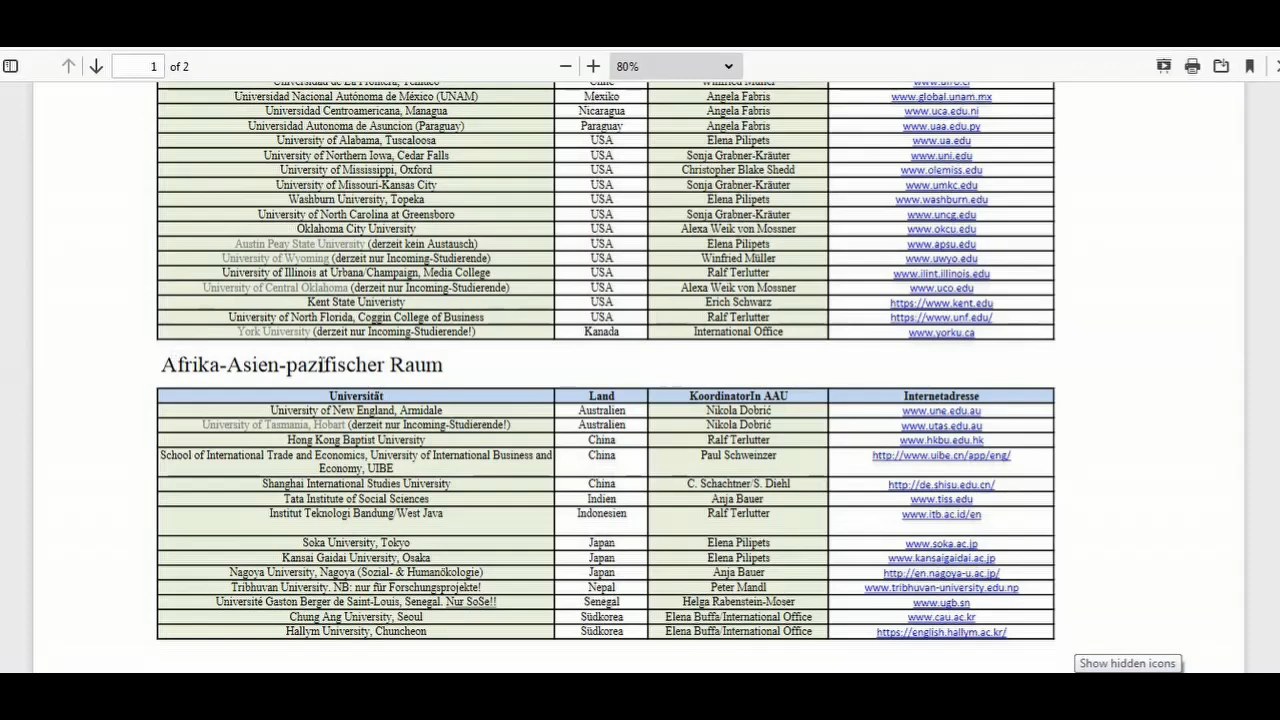 1 of 2 80%
Universidad Nacional Autónoma de México (UNAM) Mexiko Angela Fabris www.global.unam.mx
Universidad Centroamericana, Managua Nicaragua Angela Fabris www.uca.edu.ni
Universidad Autonoma de Asuncion (Paraguay) Paraguay Angela Fabris www.uaa.edu.py
University of Alabama, Tuscaloosa USA Elena Pilipets www.ua.edu
University of Northern Iowa, Cedar Falls USA Sonja Grabner-Kräuter www.uni.edu
University of Mississippi, Oxford USA Christopher Blake Shedd www.olemiss.edu
University of Missouri-Kansas City USA Sonja Grabner-Kräuter www.umkc.edu
Washburn University, Topeka USA Elena Pilipets www.washburn.edu
University of North Carolina at Greensboro USA Sonja Grabner-Kräuter www.uncg.edu
Oklahoma City University USA Alexa Weik von Mossner www.okcu.edu
Austin Peay State University (derzeit kein Austausch) USA Elena Pilipets www.apsu.edu
University of Wyoming (derzeit nur Incoming-Studierende) USA Winfried Müller www.uwyo.edu
University of Illinois at Urbana/Champaign, Media College USA Ralf Terlutter www.ilint.illinois.edu
University of Central Oklahoma (derzeit nur Incoming-Studierende) USA Alexa Weik von Mossner www.uco.edu
Kent State Univeristy USA Erich Schwarz https://www.kent.edu
University of North Florida, Coggin College of Business USA Ralf Terlutter https://www.unf.edu/
York University (derzeit nur Incoming-Studierende!) Kanada International Office www.yorku.ca
Afrika-Asien-pazifischer Raum
Universität Land KoordinatorIn AAU Internetadresse
University of New England, Armidale Australien Nikola Dobrić www.une.edu.au
University of Tasmania, Hobart (derzeit nur Incoming-Studierende!) Australien Nikola Dobrić www.utas.edu.au
Hong Kong Baptist University China Ralf Terlutter www.hkbu.edu.hk
School of International Trade and Economics, University of International Business and China Paul Schweinzer http://www.uibe.cn/app/eng/
Economy, UIBE
Shanghai International Studies University China C. Schachtner/S. Diehl http://de.shisu.edu.cn/
Tata Institute of Social Sciences Indien Anja Bauer www.tiss.edu
Institut Teknologi Bandung/West Java Indonesien Ralf Terlutter www.itb.ac.id/en
Soka University, Tokyo Japan Elena Pilipets www.soka.ac.jp
Kansai Gaidai University, Osaka Japan Elena Pilipets www.kansaigaidai.ac.jp
Nagoya University, Nagoya (Sozial- & Humanökologie) Japan Anja Bauer http://en.nagoya-u.ac.jp/
Tribhuvan University. NB: nur für Forschungsprojekte! Nepal Peter Mandl www.tribhuvan-university.edu.np
Université Gaston Berger de Saint-Louis, Senegal. Nur SoSe!! Senegal Helga Rabenstein-Moser www.ugb.sn
Chung Ang University, Seoul Südkorea Elena Buffa/International Office www.cau.ac.kr
Hallym University, Chuncheon Südkorea Elena Buffa/International Office https://english.hallym.ac.kr/
Show hidden icons